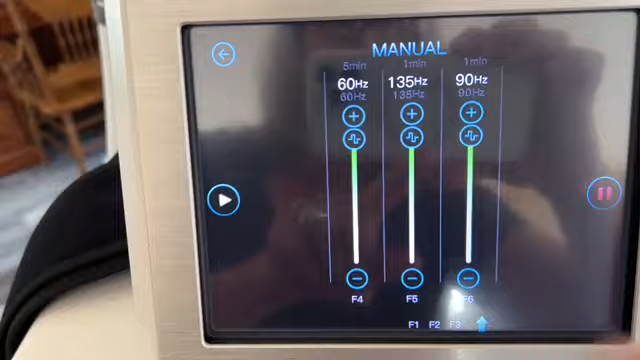 MANUAL
5min 1min 1min
60Hz 135Hz 90Hz
60Hz 135Hz 90Hz
F4 F5 F6
F1 F2 F3